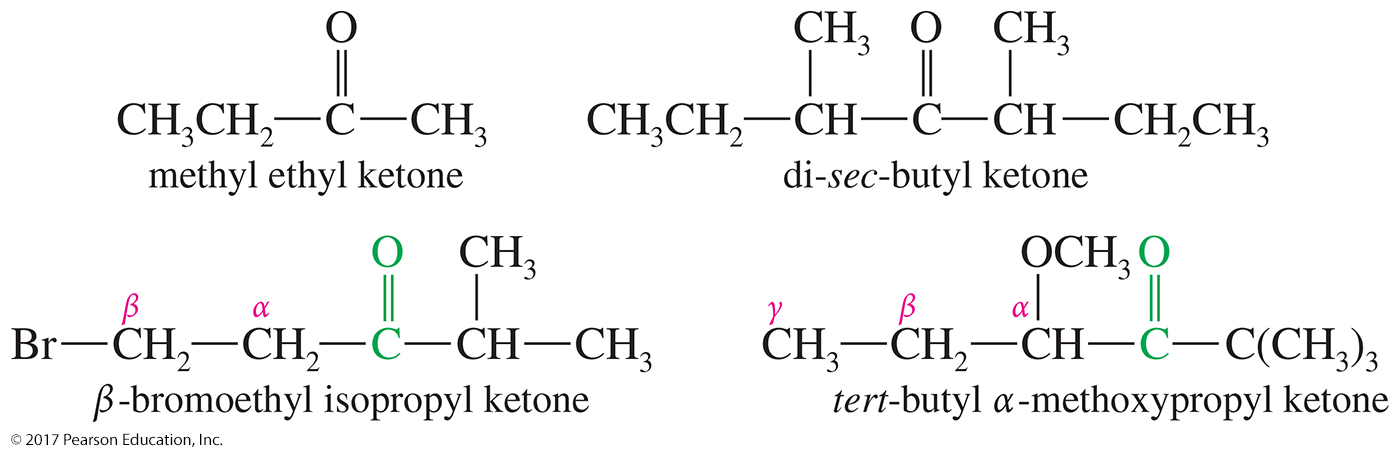 O
CH₃CH₂—C—CH₃
methyl ethyl ketone
CH₃ O CH₃
CH₃CH₂—CH—C—CH—CH₂CH₃
di-sec-butyl ketone
O CH₃
β α
Br—CH₂—CH₂—C—CH—CH₃
β-bromoethyl isopropyl ketone
OCH₃ O
γ β α
CH₃—CH₂—CH—C—C(CH₃)₃
tert-butyl α-methoxypropyl ketone
© 2017 Pearson Education, Inc.